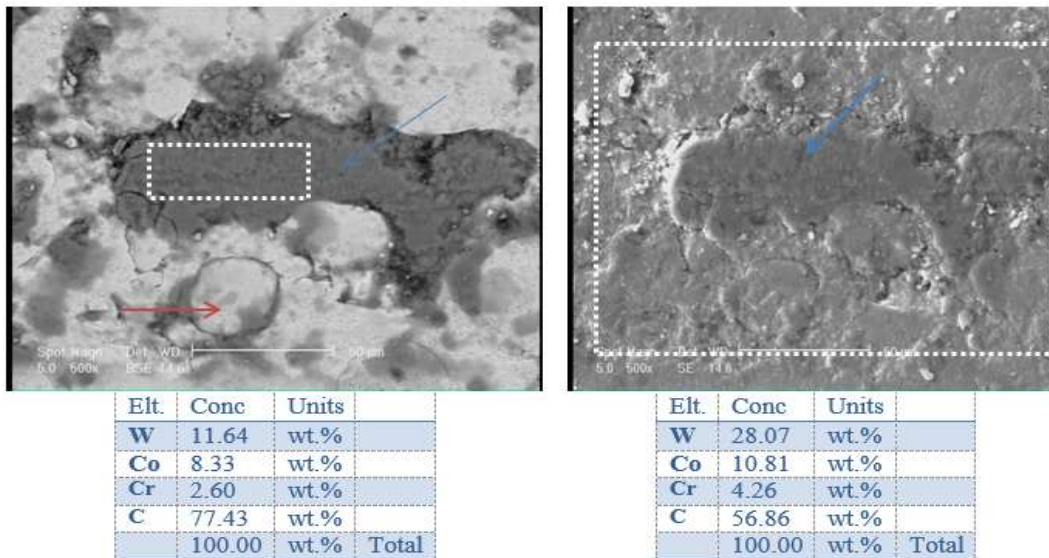 Spot Magn Det WD 50 µm
5.0 500x BSE 14.6
Spot Magn Det WD 50 µm
5.0 500x SE 14.6
Elt. Conc Units
W 11.64 wt.%
Co 8.33 wt.%
Cr 2.60 wt.%
C 77.43 wt.%
100.00 wt.% Total
Elt. Conc Units
W 28.07 wt.%
Co 10.81 wt.%
Cr 4.26 wt.%
C 56.86 wt.%
100.00 wt.% Total